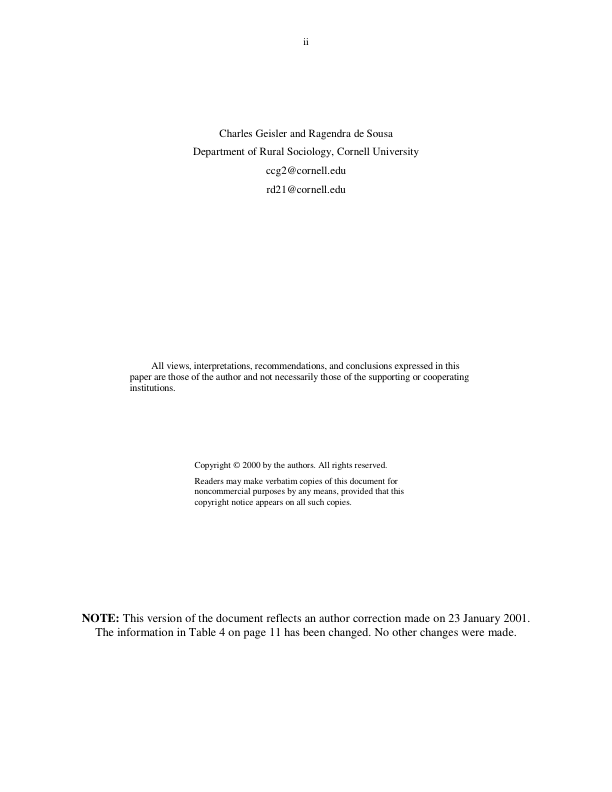 ii
Charles Geisler and Ragendra de Sousa
Department of Rural Sociology, Cornell University
ccg2@cornell.edu
rd21@cornell.edu
All views, interpretations, recommendations, and conclusions expressed in this
paper are those of the author and not necessarily those of the supporting or cooperating
institutions.
Copyright © 2000 by the authors. All rights reserved.
Readers may make verbatim copies of this document for
noncommercial purposes by any means, provided that this
copyright notice appears on all such copies.
NOTE: This version of the document reflects an author correction made on 23 January 2001.
The information in Table 4 on page 11 has been changed. No other changes were made.